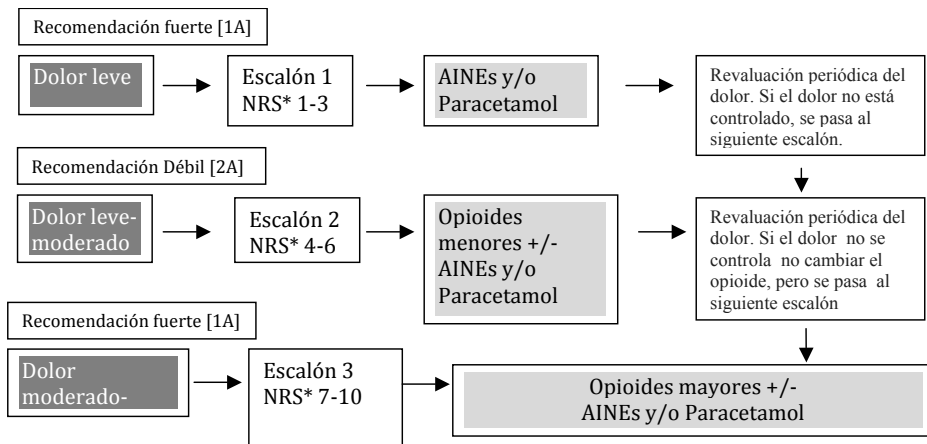 Recomendación fuerte [1A]
Dolor leve
Escalón 1
NRS* 1-3
AINEs y/o
Paracetamol
Revaluación periódica del
dolor. Si el dolor no está
controlado, se pasa al
siguiente escalón.
Recomendación Débil [2A]
Dolor leve-
moderado
Escalón 2
NRS* 4-6
Opioides
menores +/-
AINEs y/o
Paracetamol
Revaluación periódica del
dolor. Si el dolor no se
controla no cambiar el
opioide, pero se pasa al
siguiente escalón
Recomendación fuerte [1A]
Dolor
moderado-
Escalón 3
NRS* 7-10
Opioides mayores +/-
AINEs y/o Paracetamol